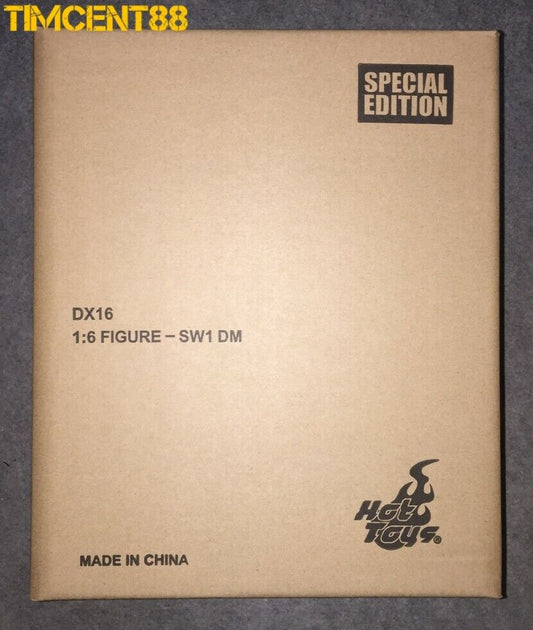 TIMCENT88
SPECIAL
EDITION
DX16
1:6 FIGURE – SW1 DM
Hot
Toys®
MADE IN CHINA